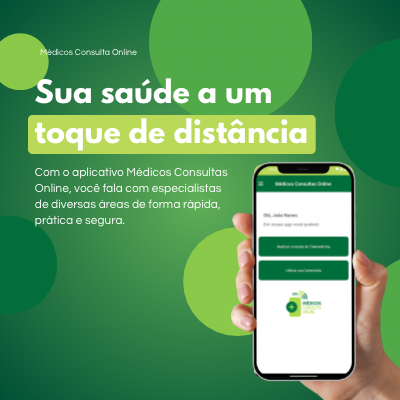 Médicos Consulta Online
Sua saúde a um
toque de distância
Com o aplicativo Médicos Consultas
Online, você fala com especialistas
de diversas áreas de forma rápida,
prática e segura.
Médicos Consultas Online
Olá, João Nunes.
Em nosso app você poderá:
Realizar consulta de Telemedicina
Utilizar sua Carteirinha
MÉDICOS